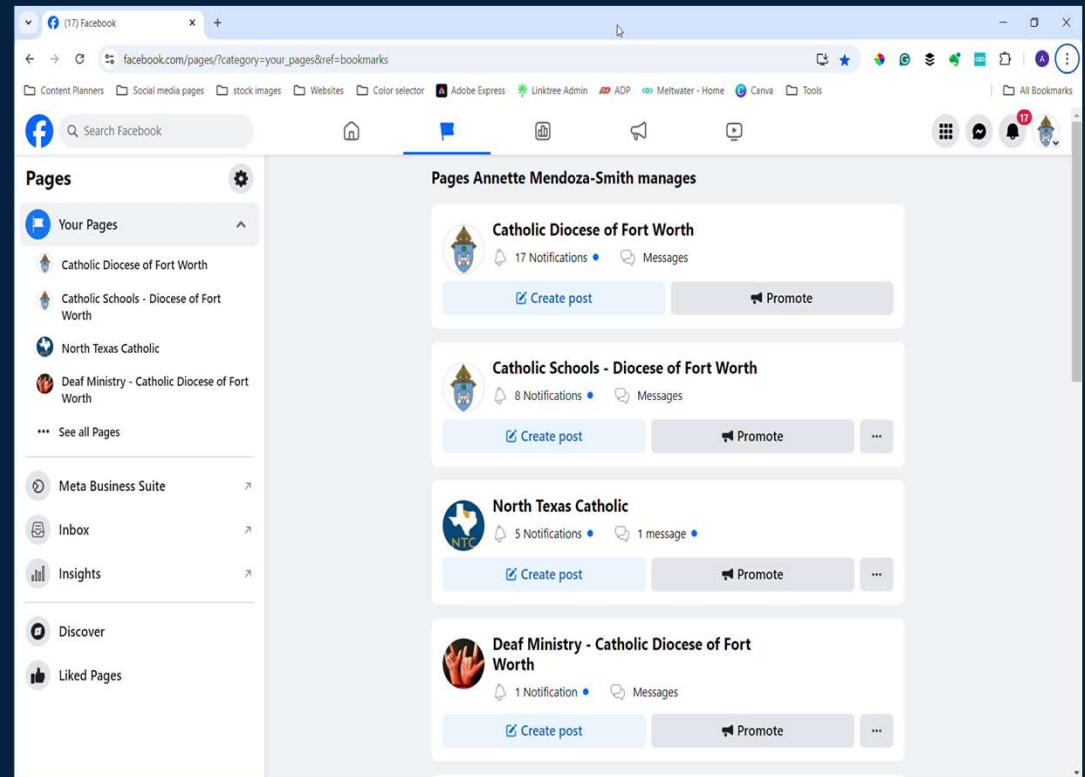 (17) Facebook
facebook.com/pages/?category=your_pages&ref=bookmarks
Content Planners Social media pages stock images Websites Color selector Adobe Express Linktree Admin ADP Meltwater - Home Canva Tools All Bookmarks
Search Facebook
17
Pages
Your Pages
Catholic Diocese of Fort Worth
Catholic Schools - Diocese of Fort
Worth
North Texas Catholic
Deaf Ministry - Catholic Diocese of Fort
Worth
See all Pages
Meta Business Suite
Inbox
Insights
Discover
Liked Pages
Pages Annette Mendoza-Smith manages
Catholic Diocese of Fort Worth
17 Notifications Messages
Create post Promote
Catholic Schools - Diocese of Fort Worth
8 Notifications Messages
Create post Promote
North Texas Catholic
NTC
5 Notifications 1 message
Create post Promote
Deaf Ministry - Catholic Diocese of Fort
Worth
1 Notification Messages
Create post Promote